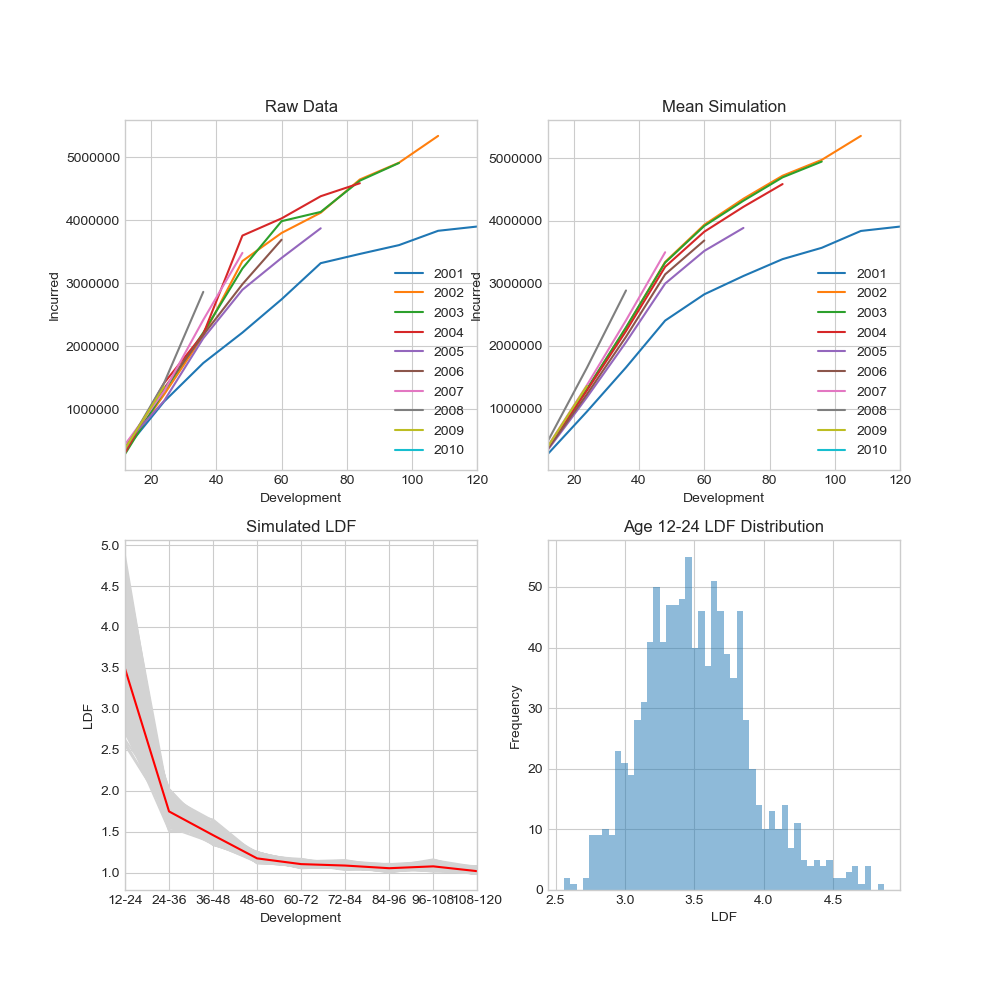 Raw Data
Mean Simulation
5000000
4000000
3000000
2000000
1000000
Incurred
20 40 60 80 100 120
Development
2001
2002
2003
2004
2005
2006
2007
2008
2009
2010
5000000
4000000
3000000
2000000
1000000
Incurred
20 40 60 80 100 120
Development
2001
2002
2003
2004
2005
2006
2007
2008
2009
2010
Simulated LDF
5.0
4.5
4.0
3.5
3.0
2.5
2.0
1.5
1.0
LDF
12-24 24-36 36-48 48-60 60-72 72-84 84-96 96-108 108-120
Development
Age 12-24 LDF Distribution
50
40
30
20
10
0
Frequency
2.5 3.0 3.5 4.0 4.5
LDF